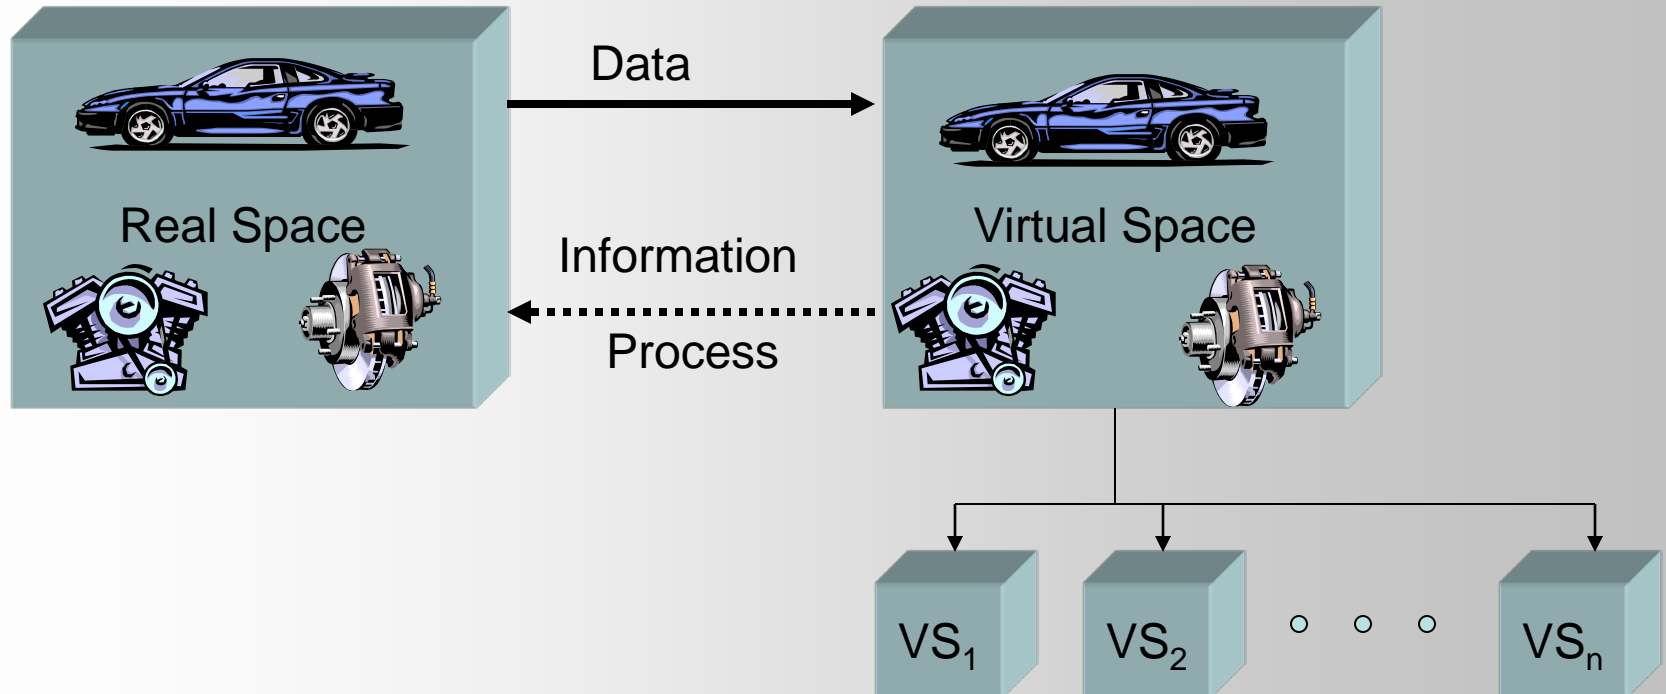 Data
Real Space
Virtual Space
Information
Process
VS₁
VS₂
VSₙ